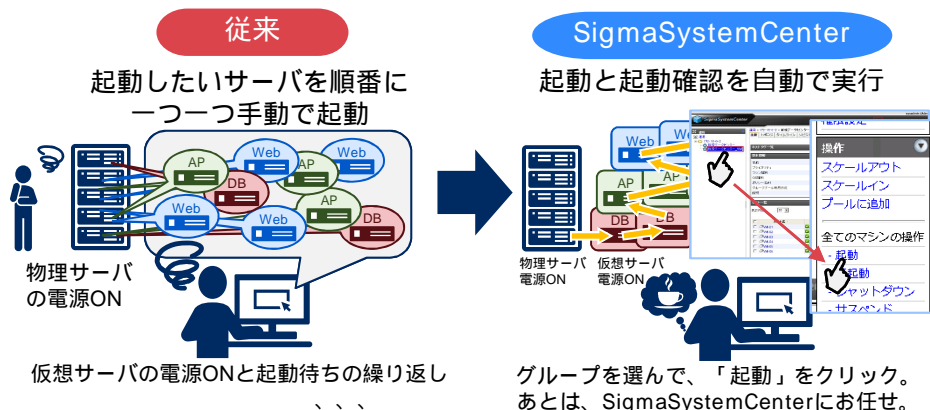 従来
起動したいサーバを順番に
一つ一つ手動で起動
AP
Web
Web
DB
AP
Web
Web
DB
物理サーバ
の電源ON
仮想サーバの電源ONと起動待ちの繰り返し
、、、
SigmaSystemCenter
起動と起動確認を自動で実行
Web
We
AP
AP
DB
DB
物理サーバ
電源ON
仮想サーバ
電源ON
SigmaSystemCenter
操作
スケールアウト
スケールイン
プールに追加
全てのマシンの操作
- 起動
起動
シャットダウン
- サスペンド
グループを選んで、「起動」をクリック。
あとは、SigmaSystemCenterにお任せ。